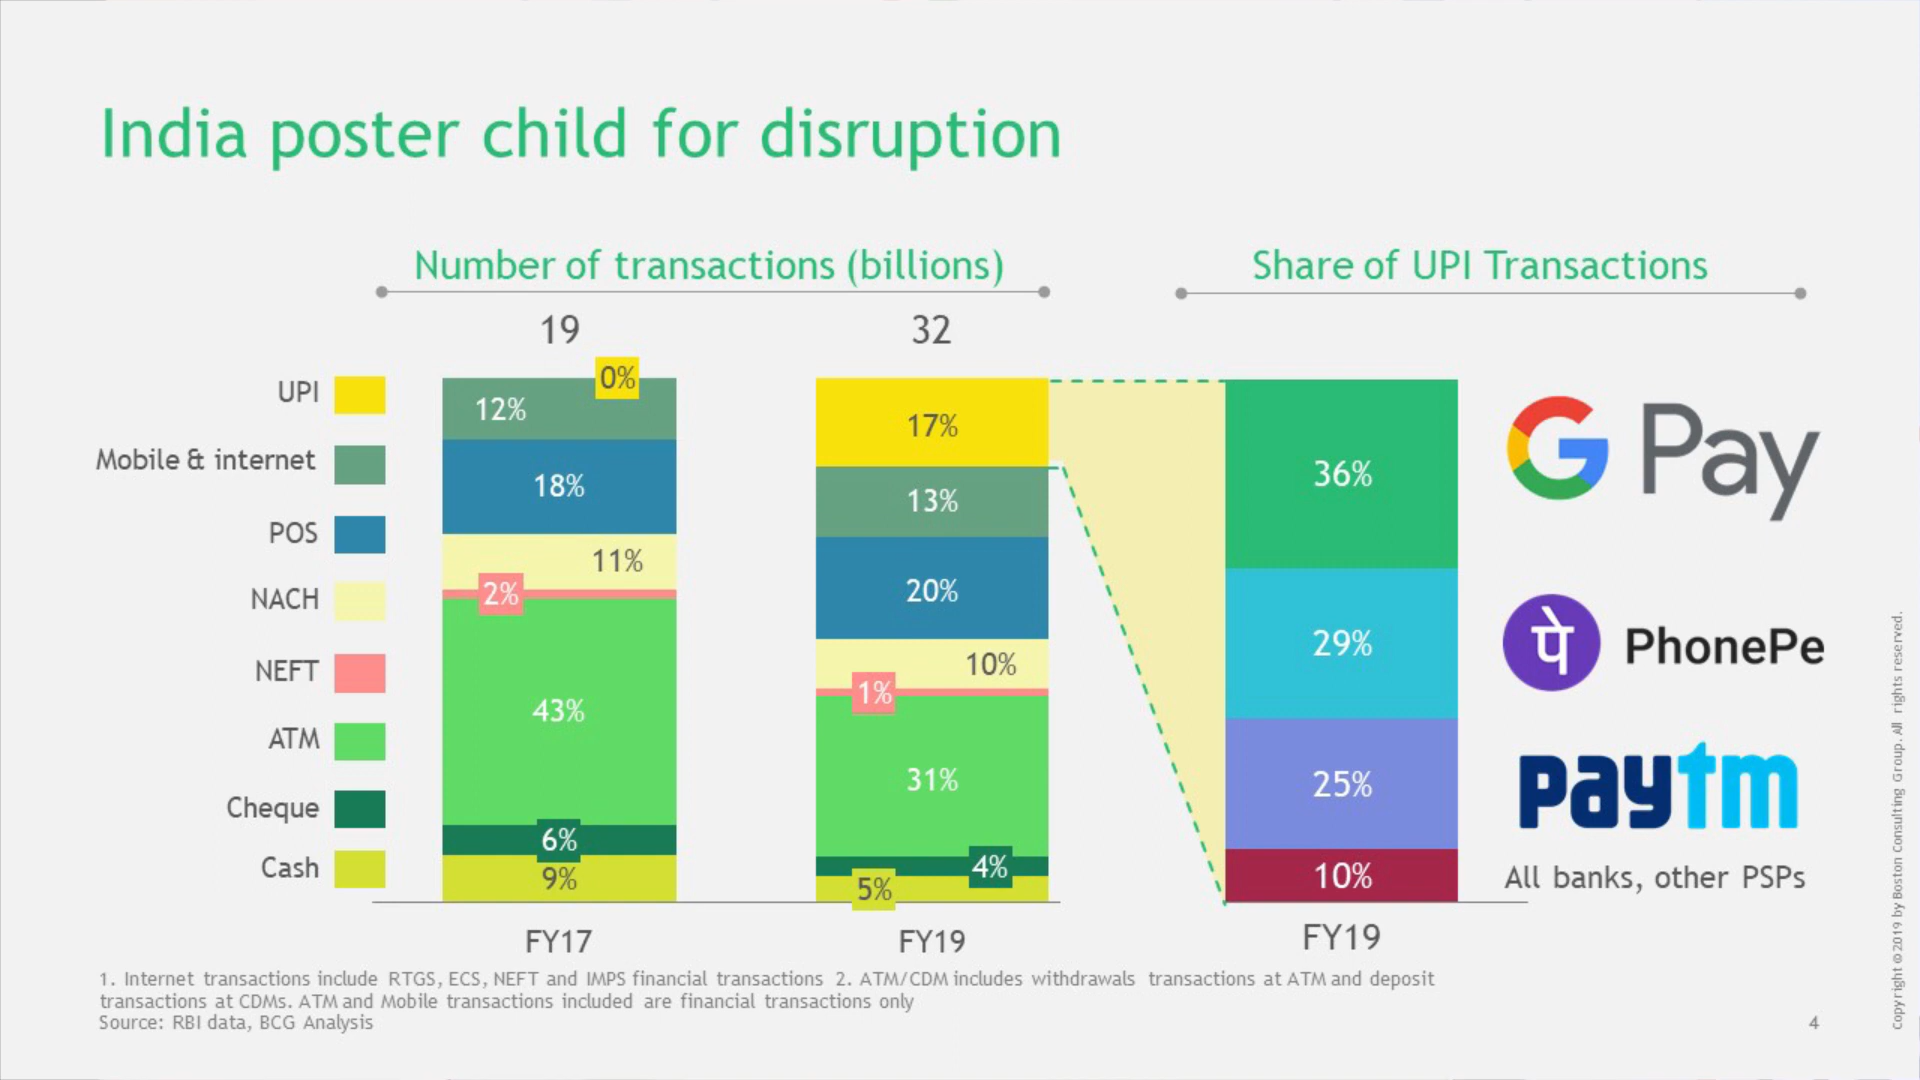 India poster child for disruption
Number of transactions (billions)
Share of UPI Transactions
19
32
UPI
Mobile & internet
POS
NACH
NEFT
ATM
Cheque
Cash
0%
12%
18%
11%
2%
43%
6%
9%
17%
13%
20%
10%
1%
31%
4%
5%
36%
29%
25%
10%
G Pay
पे PhonePe
paytm
All banks, other PSPs
FY17
FY19
FY19
1. Internet transactions include RTGS, ECS, NEFT and IMPS financial transactions 2. ATM/CDM includes withdrawals transactions at ATM and deposit
transactions at CDMs. ATM and Mobile transactions included are financial transactions only
Source: RBI data, BCG Analysis
4
Copyright © 2019 by Boston Consulting Group. All rights reserved.